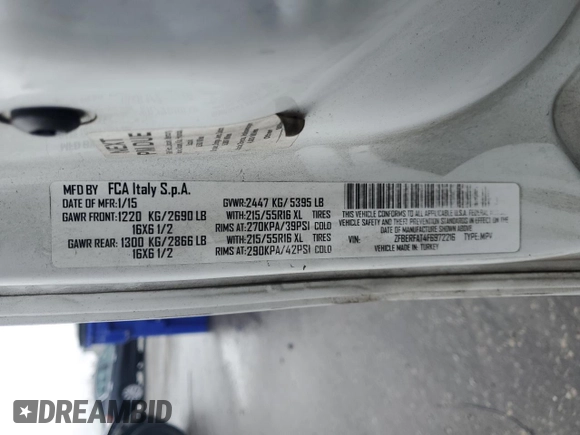 NEXT
PM DUE
MFD BY FCA Italy S.p.A.
DATE OF MFR: 1/15 GVWR: 2447 KG/5395 LB
GAWR FRONT: 1220 KG/2690 LB WITH: 215/55R16 XL TIRES
16X6 1/2 RIMS AT: 270KPA/39PSI COLD
GAWR REAR: 1300 KG/2866 LB WITH: 215/55R16 XL TIRES
16X6 1/2 RIMS AT: 290KPA/42PSI COLD
THIS VEHICLE CONFORMS TO ALL APPLICABLE U.S.A. FEDERAL MOTOR
VEHICLE SAFETY AND THEFT PREVENTION STANDARDS IN EFFECT ON THE
DATE OF MANUFACTURE SHOWN ABOVE
VIN: TYPE: MPV
VEHICLE MADE IN: TURKEY
DREAMBID